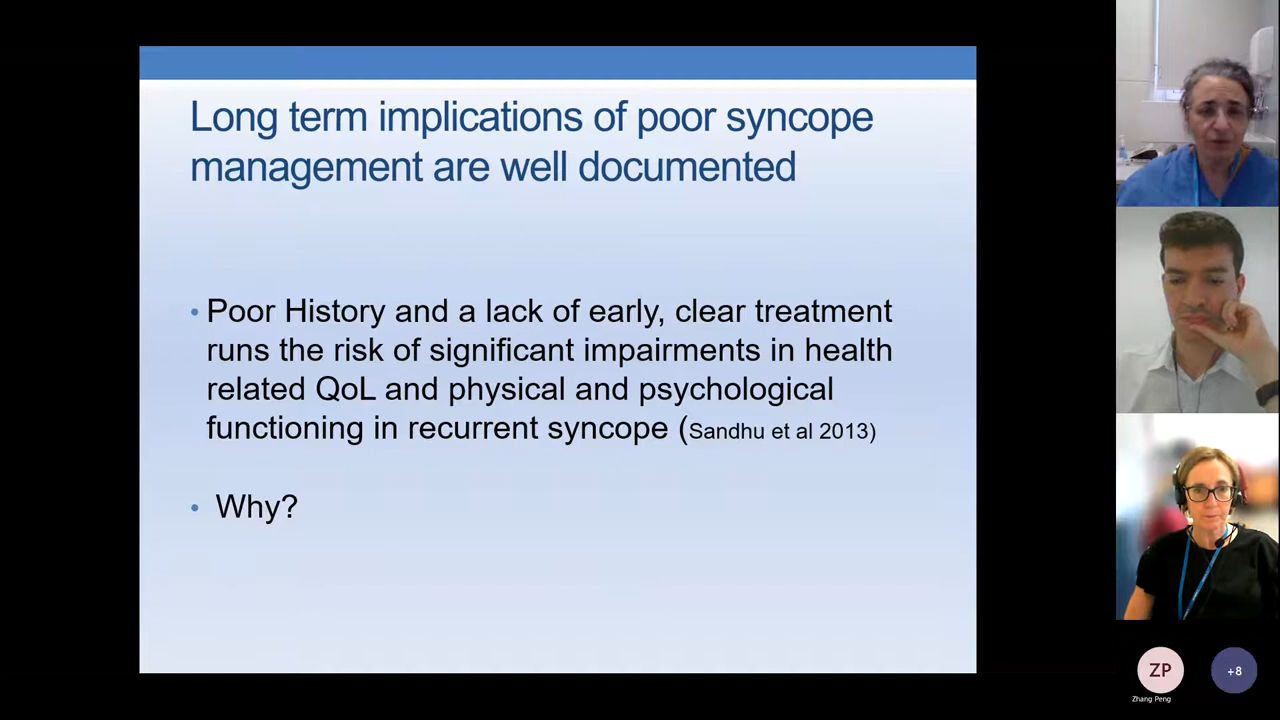 Long term implications of poor syncope
management are well documented
• Poor History and a lack of early, clear treatment
runs the risk of significant impairments in health
related QoL and physical and psychological
functioning in recurrent syncope (Sandhu et al 2013)
• Why?
ZP
Zhang Peng
+8